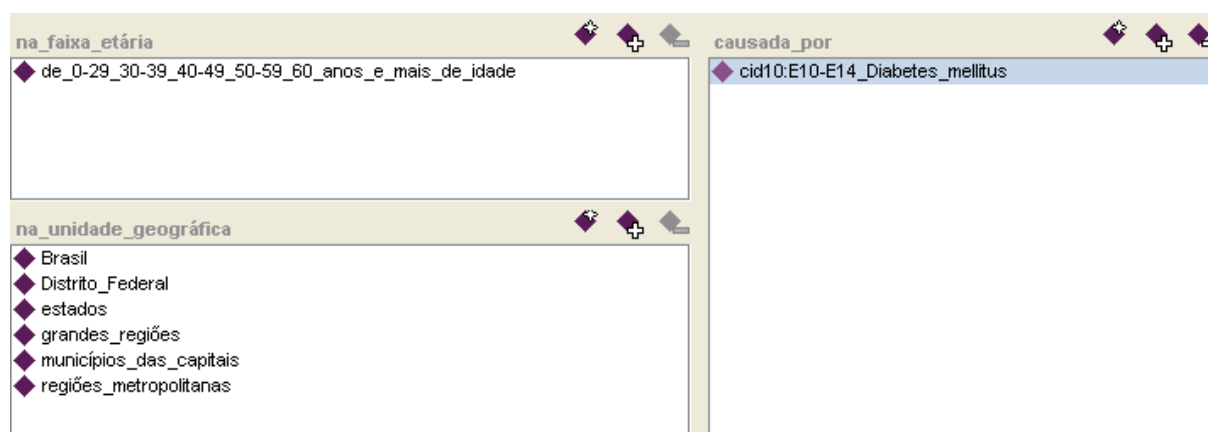 na_faixa_etária
de_0-29_30-39_40-49_50-59_60_anos_e_mais_de_idade
na_unidade_geográfica
Brasil
Distrito_Federal
estados
grandes_regiões
municípios_das_capitais
regiões_metropolitanas
causada_por
cid10:E10-E14_Diabetes_mellitus